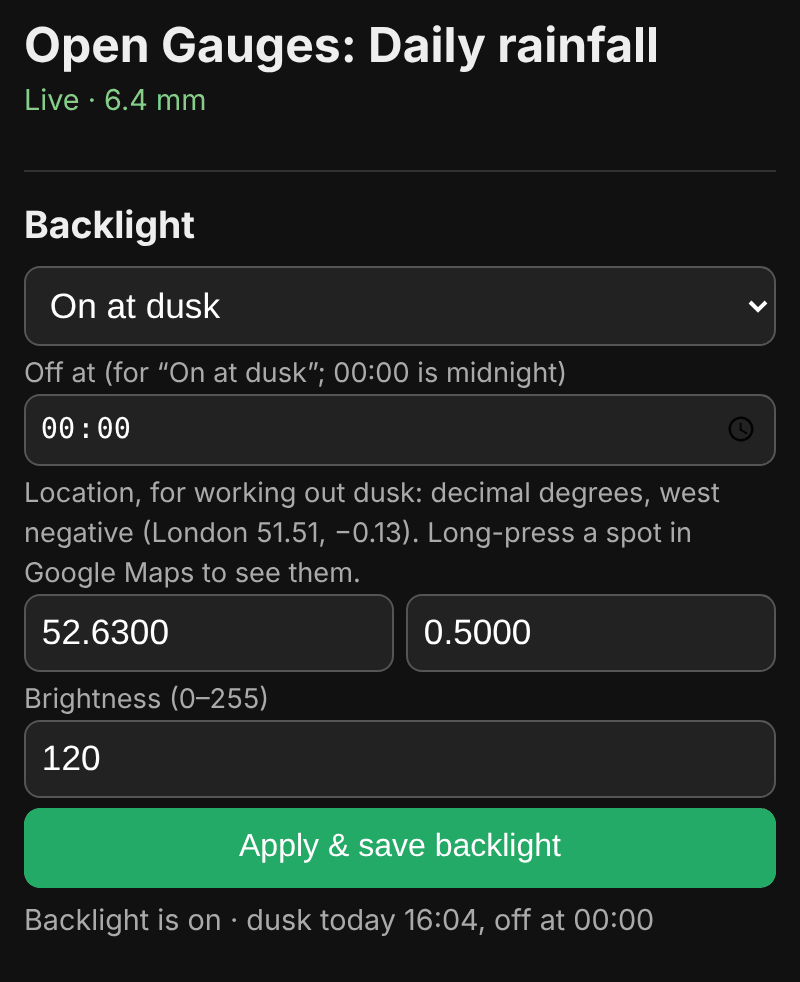 Open Gauges: Daily rainfall
Live · 6.4 mm
Backlight
On at dusk
Off at (for “On at dusk”; 00:00 is midnight)
00:00
Location, for working out dusk: decimal degrees, west
negative (London 51.51, −0.13). Long-press a spot in
Google Maps to see them.
52.6300 0.5000
Brightness (0–255)
120
Apply & save backlight
Backlight is on · dusk today 16:04, off at 00:00